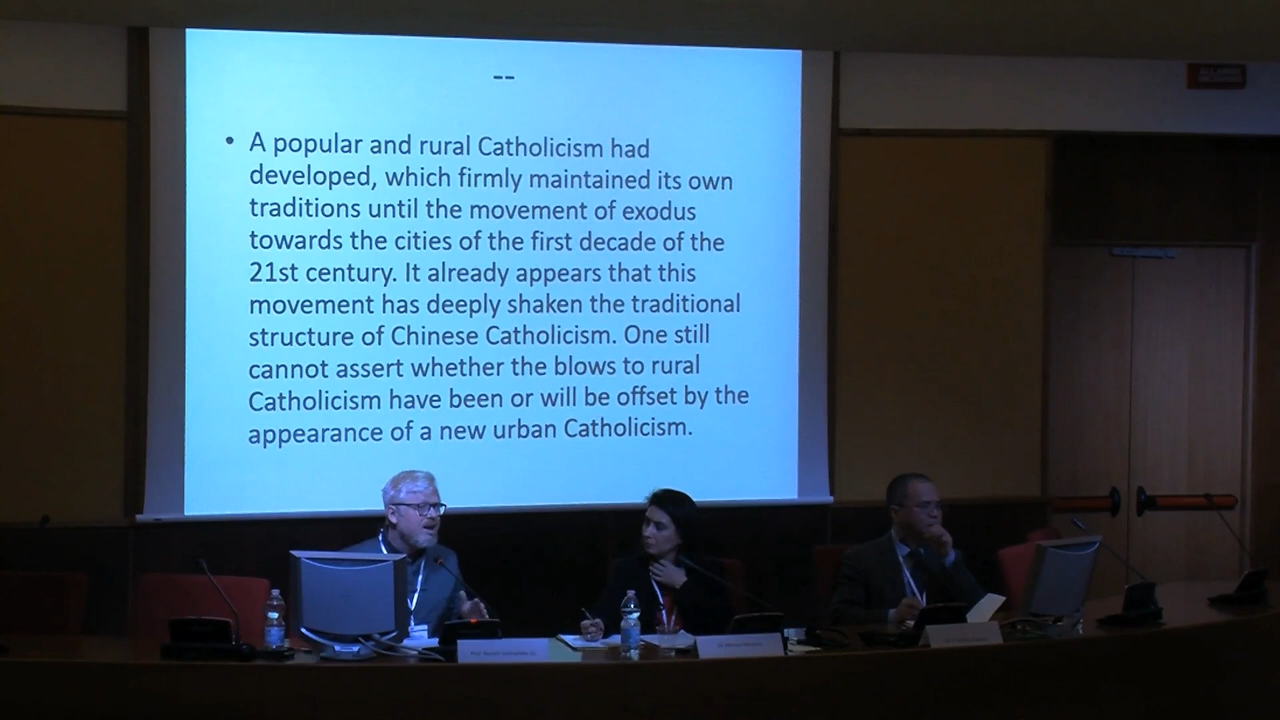 --
• A popular and rural Catholicism had
developed, which firmly maintained its own
traditions until the movement of exodus
towards the cities of the first decade of the
21st century. It already appears that this
movement has deeply shaken the traditional
structure of Chinese Catholicism. One still
cannot assert whether the blows to rural
Catholicism have been or will be offset by the
appearance of a new urban Catholicism.